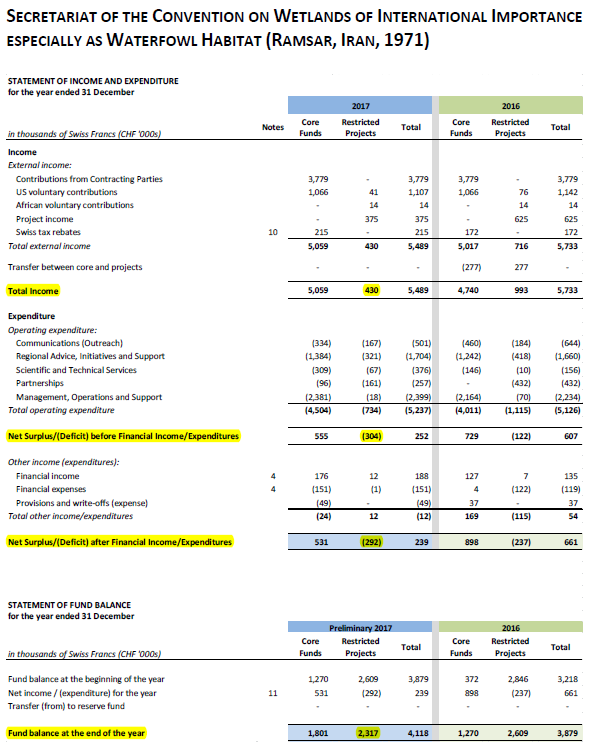 SECRETARIAT OF THE CONVENTION ON WETLANDS OF INTERNATIONAL IMPORTANCE
ESPECIALLY AS WATERFOWL HABITAT (RAMSAR, IRAN, 1971)
STATEMENT OF INCOME AND EXPENDITURE
for the year ended 31 December
2017 2016
in thousands of Swiss Francs (CHF '000s) Notes Core Funds Restricted Projects Total Core Funds Restricted Projects Total
Income
External income:
Contributions from Contracting Parties 3,779 - 3,779 3,779 - 3,779
US voluntary contributions 1,066 41 1,107 1,066 76 1,142
African voluntary contributions - 14 14 - 14 14
Project income - 375 375 - 625 625
Swiss tax rebates 10 215 - 215 172 - 172
Total external income 5,059 430 5,489 5,017 716 5,733
Transfer between core and projects - - - (277) 277 -
Total Income 5,059 430 5,489 4,740 993 5,733
Expenditure
Operating expenditure:
Communications (Outreach) (334) (167) (501) (460) (184) (644)
Regional Advice, Initiatives and Support (1,384) (321) (1,704) (1,242) (418) (1,660)
Scientific and Technical Services (309) (67) (376) (146) (10) (156)
Partnerships (96) (161) (257) - (432) (432)
Management, Operations and Support (2,381) (18) (2,399) (2,164) (70) (2,234)
Total operating expenditure (4,504) (734) (5,237) (4,011) (1,115) (5,126)
Net Surplus/(Deficit) before Financial Income/Expenditures 555 (304) 252 729 (122) 607
Other income (expenditures):
Financial income 4 176 12 188 127 7 135
Financial expenses 4 (151) (1) (151) 4 (122) (119)
Provisions and write-offs (expense) (49) - (49) 37 - 37
Total other income/expenditures (24) 12 (12) 169 (115) 54
Net Surplus/(Deficit) after Financial Income/Expenditures 531 (292) 239 898 (237) 661
STATEMENT OF FUND BALANCE
for the year ended 31 December
Preliminary 2017 2016
in thousands of Swiss Francs (CHF '000s) Core Funds Restricted Projects Total Core Funds Restricted Projects Total
Fund balance at the beginning of the year 1,270 2,609 3,879 372 2,846 3,218
Net income / (expenditure) for the year 11 531 (292) 239 898 (237) 661
Transfer (from) to reserve fund - - - - - -
Fund balance at the end of the year 1,801 2,317 4,118 1,270 2,609 3,879